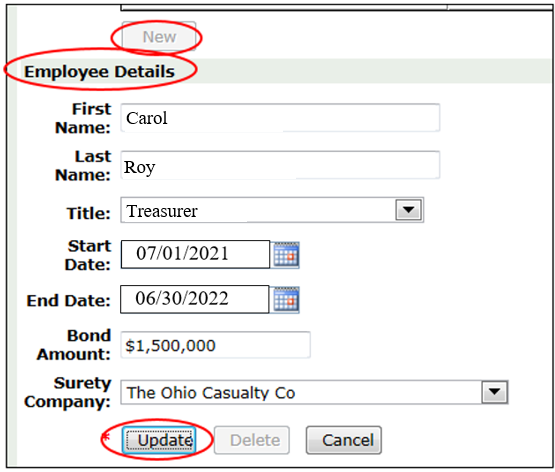 New
Employee Details
First Name: Carol
Last Name: Roy
Title: Treasurer
Start Date: 07/01/2021
End Date: 06/30/2022
Bond Amount: $1,500,000
Surety Company: The Ohio Casualty Co
* Update Delete Cancel